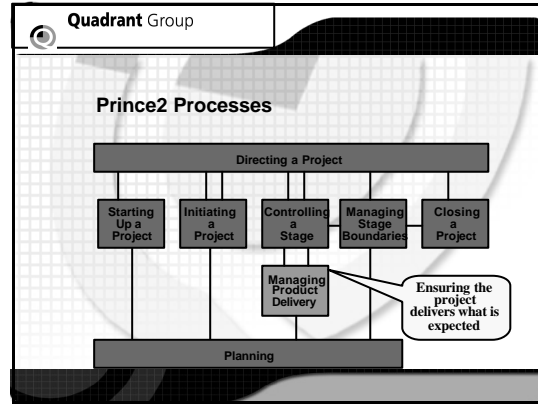 Quadrant Group
Prince2 Processes
Directing a Project
Starting
Up a
Project
Initiating
a
Project
Controlling
a
Stage
Managing
Stage
Boundaries
Closing
a
Project
Managing
Product
Delivery
Ensuring the
project
delivers what is
expected
Planning